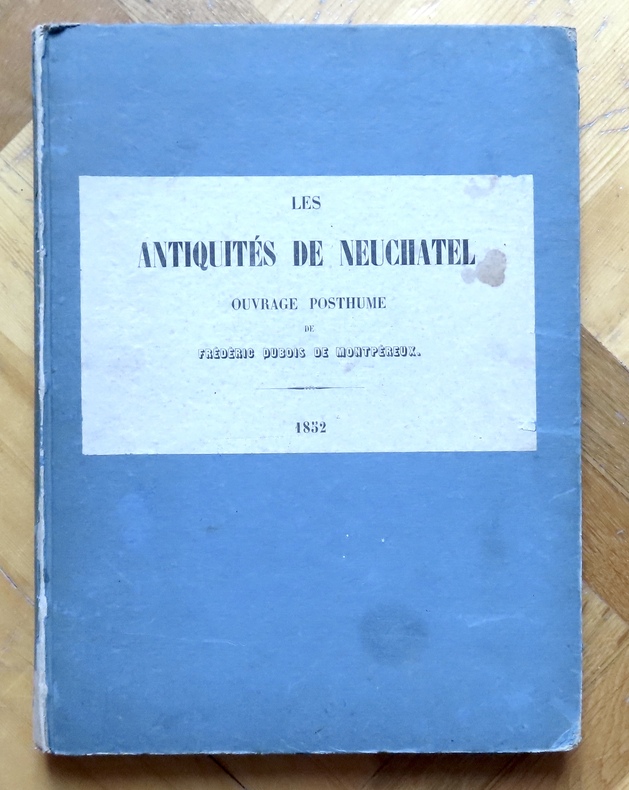 LES
ANTIQUITÉS DE NEUCHATEL
OUVRAGE POSTHUME
DE
FRÉDÉRIC DUBOIS DE MONTPÉREUX.
1852